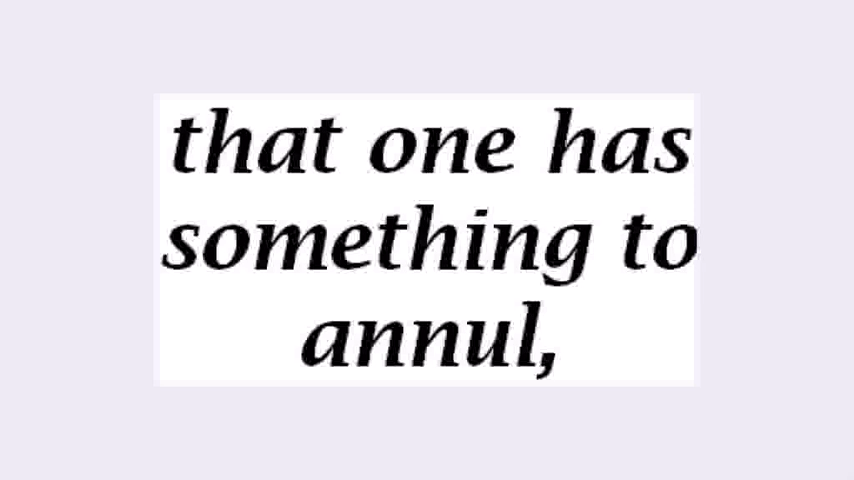 that one has
something to
annul,